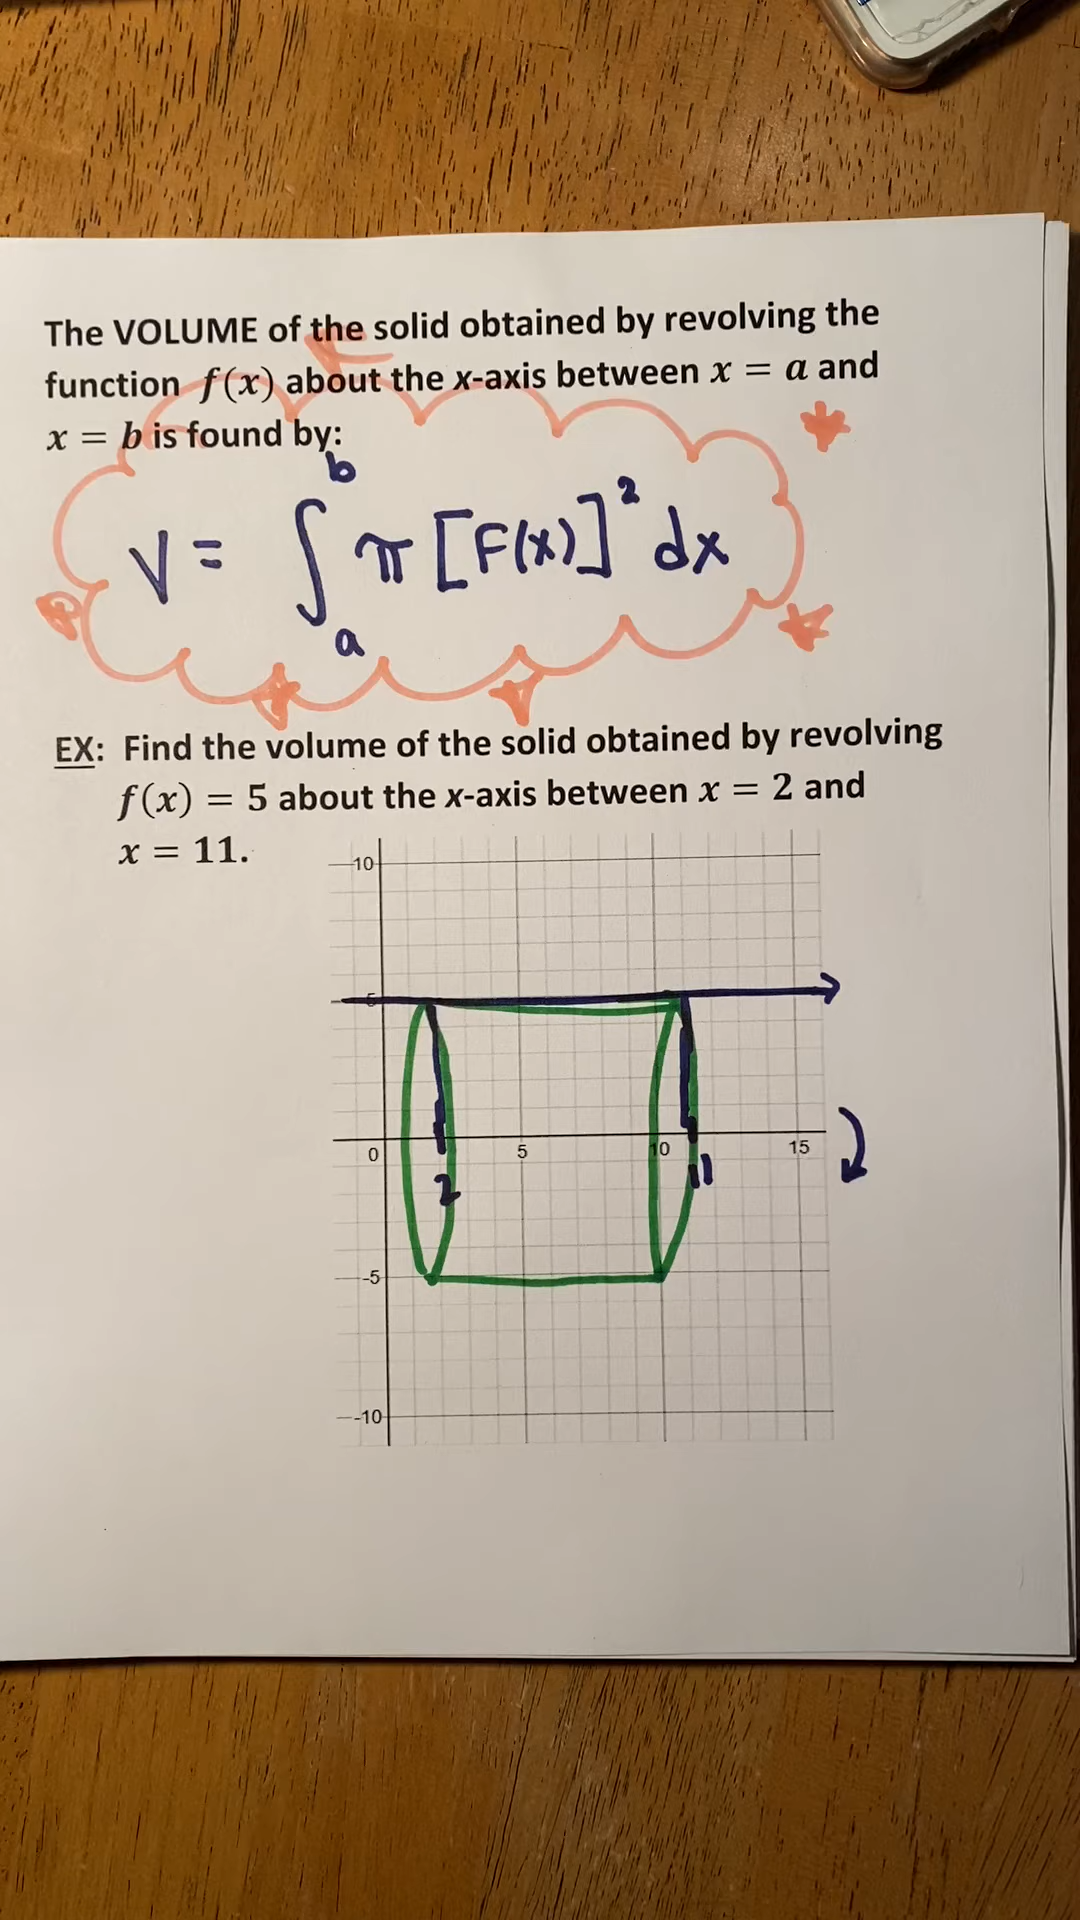 The VOLUME of the solid obtained by revolving the
function f(x) about the x-axis between x = a and
x = b is found by:
b
V = ∫ π [F(x)]² dx
a
EX: Find the volume of the solid obtained by revolving
f(x) = 5 about the x-axis between x = 2 and
x = 11.
10
5
0 5 10 15
2 11
-5
-10